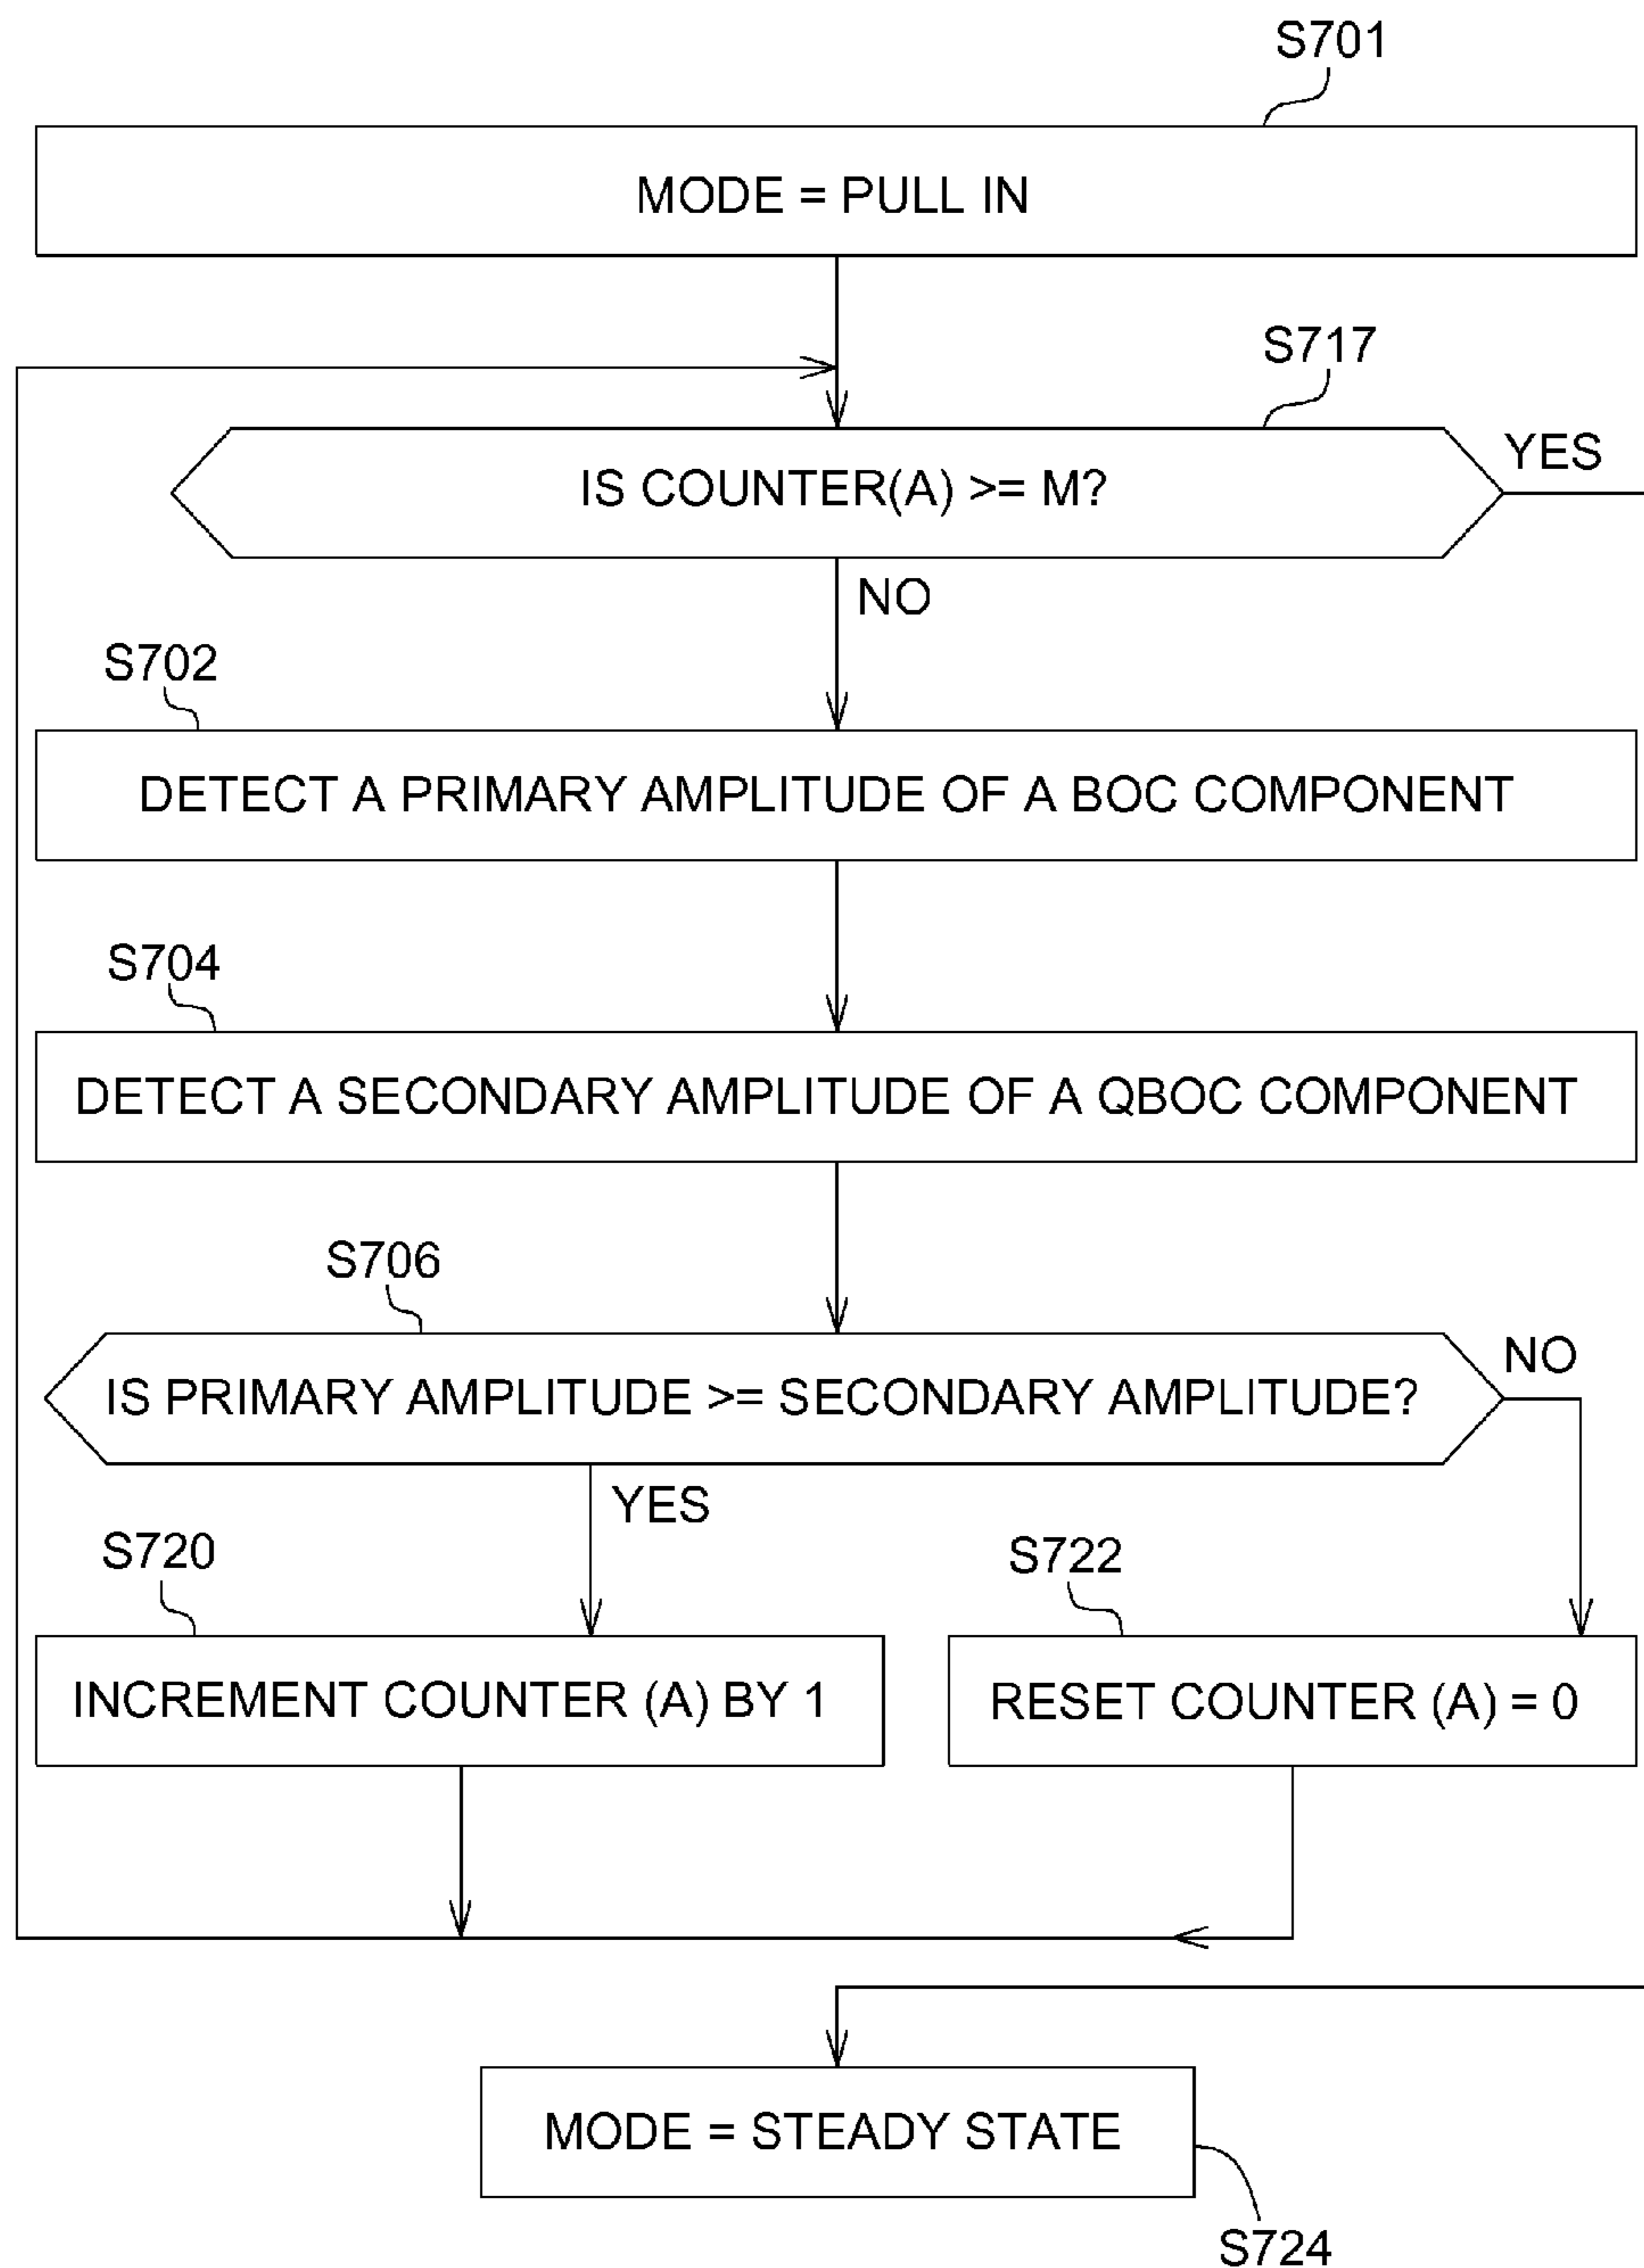 S701
MODE = PULL IN
S717
IS COUNTER(A) >= M?
YES
NO
S702
DETECT A PRIMARY AMPLITUDE OF A BOC COMPONENT
S704
DETECT A SECONDARY AMPLITUDE OF A QBOC COMPONENT
S706
IS PRIMARY AMPLITUDE >= SECONDARY AMPLITUDE?
NO
YES
S720
INCREMENT COUNTER (A) BY 1
S722
RESET COUNTER (A) = 0
MODE = STEADY STATE
S724